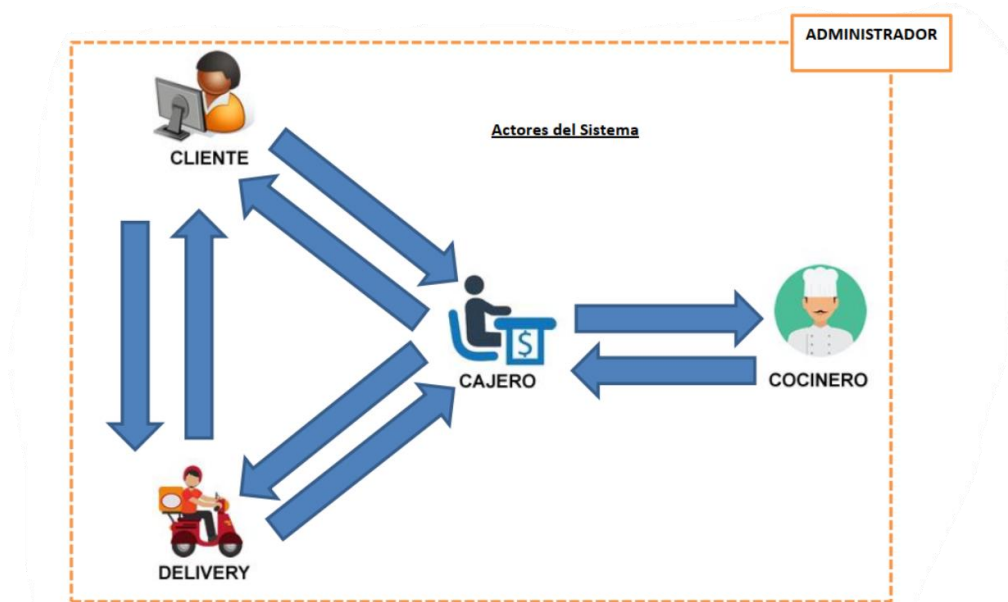 ADMINISTRADOR
Actores del Sistema
CLIENTE
$
CAJERO
COCINERO
DELIVERY